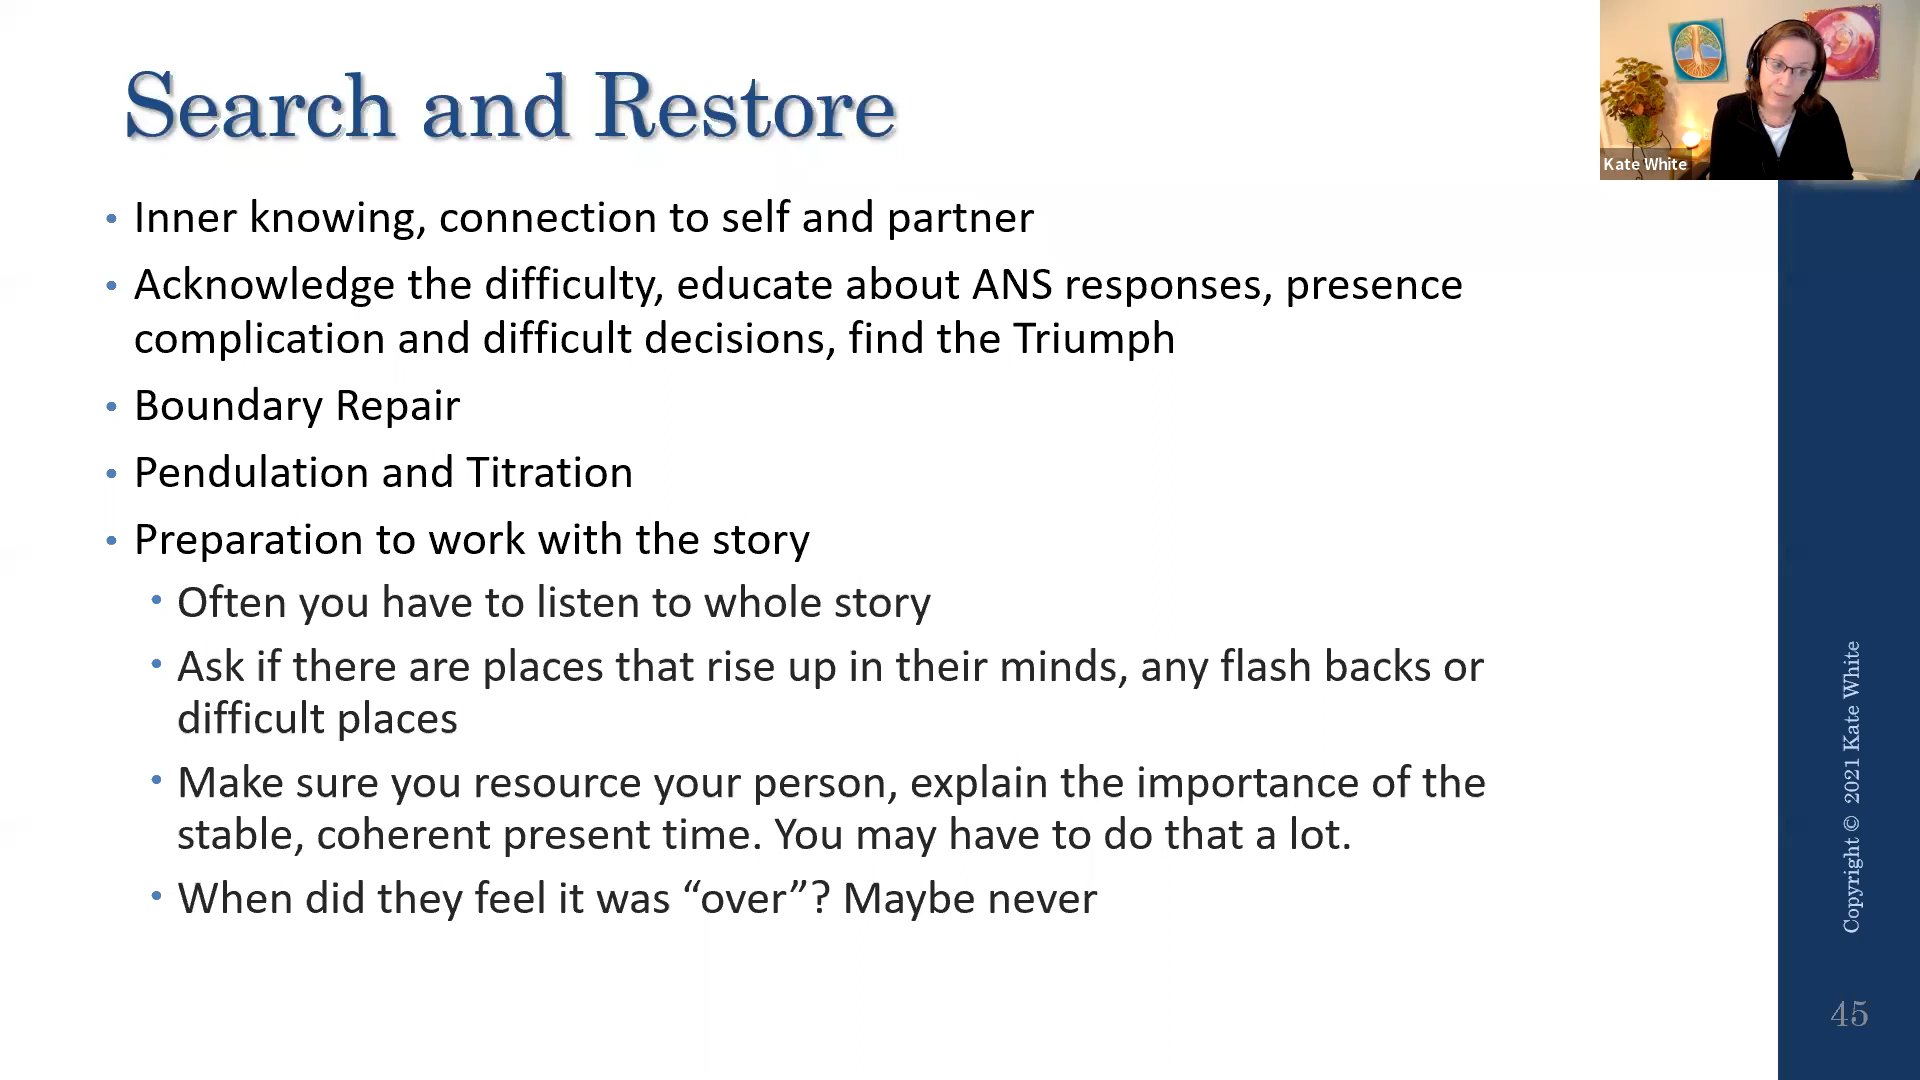 Search and Restore
Kate White
• Inner knowing, connection to self and partner
• Acknowledge the difficulty, educate about ANS responses, presence
complication and difficult decisions, find the Triumph
• Boundary Repair
• Pendulation and Titration
• Preparation to work with the story
• Often you have to listen to whole story
• Ask if there are places that rise up in their minds, any flash backs or
difficult places
• Make sure you resource your person, explain the importance of the
stable, coherent present time. You may have to do that a lot.
• When did they feel it was “over”? Maybe never
Copyright © 2021 Kate White
45